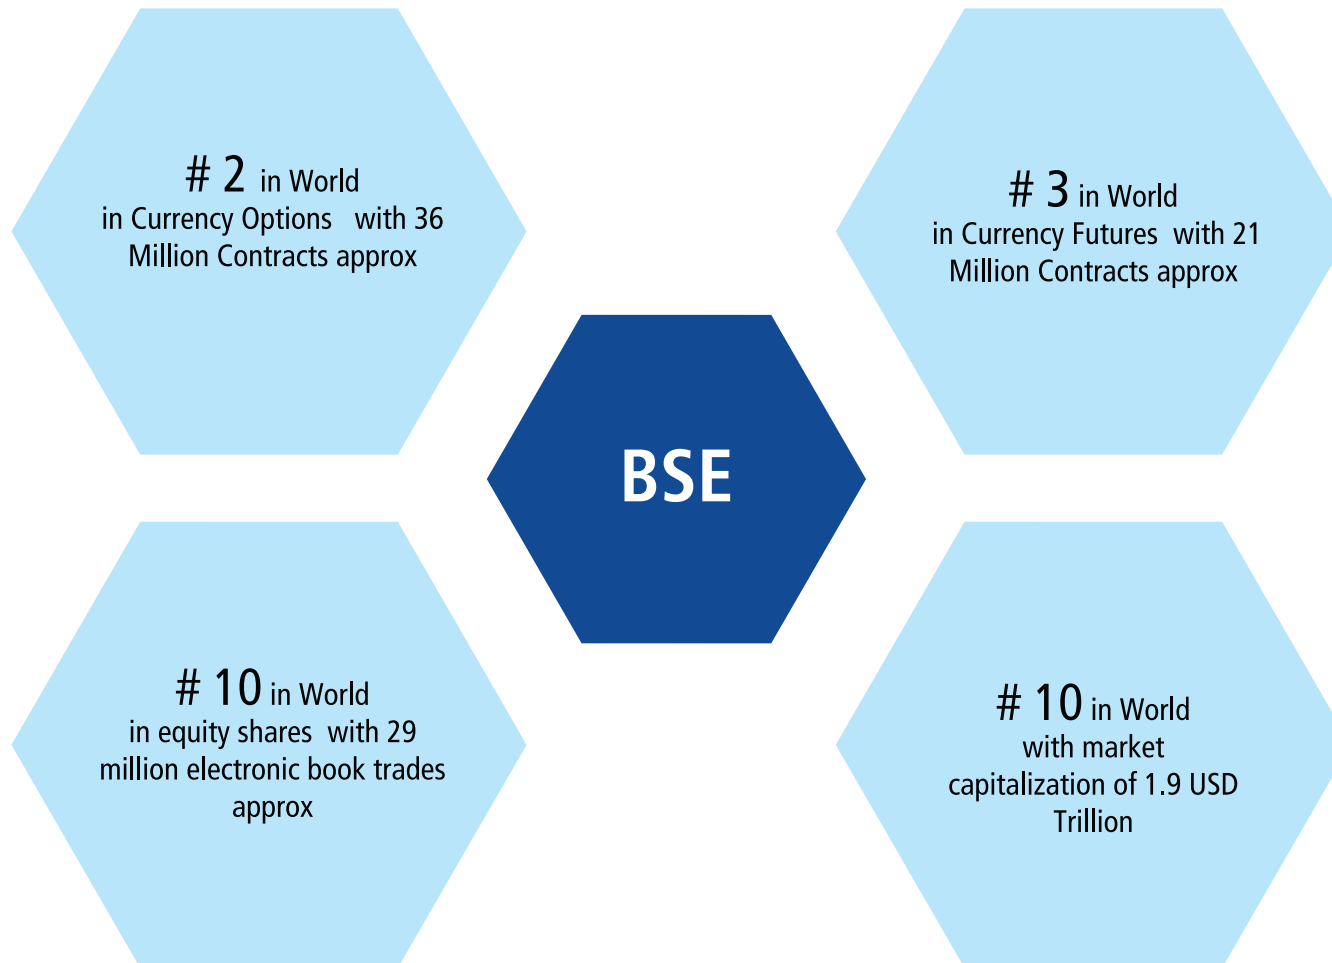 # 2 in World
in Currency Options with 36
Million Contracts approx
# 3 in World
in Currency Futures with 21
Million Contracts approx
BSE
# 10 in World
in equity shares with 29
million electronic book trades
approx
# 10 in World
with market
capitalization of 1.9 USD
Trillion